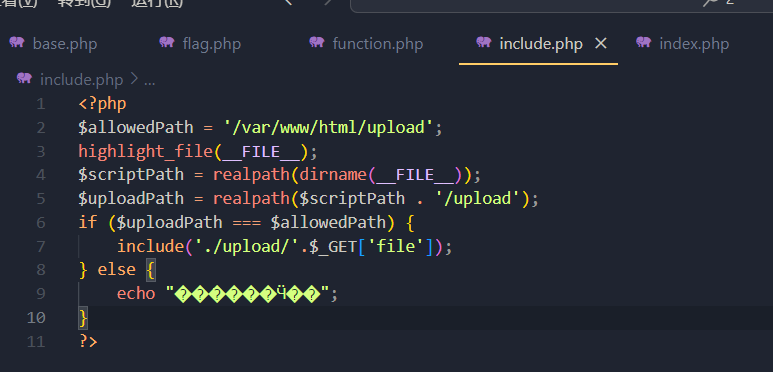 转到(G) 运行(R)
base.php flag.php function.php include.php × index.php
include.php > ...
1 <?php
2 $allowedPath = '/var/www/html/upload';
3 highlight_file(__FILE__);
4 $scriptPath = realpath(dirname(__FILE__));
5 $uploadPath = realpath($scriptPath . '/upload');
6 if ($uploadPath === $allowedPath) {
7 include('./upload/'.$_GET['file']);
8 } else {
9 echo "������ӵ��";
10 }
11 ?>